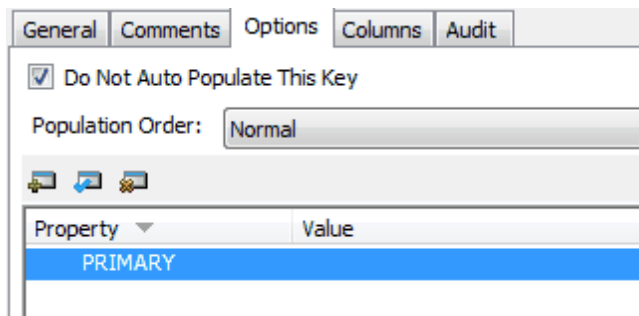 General Comments Options Columns Audit
Do Not Auto Populate This Key
Population Order: Normal
Property Value
PRIMARY